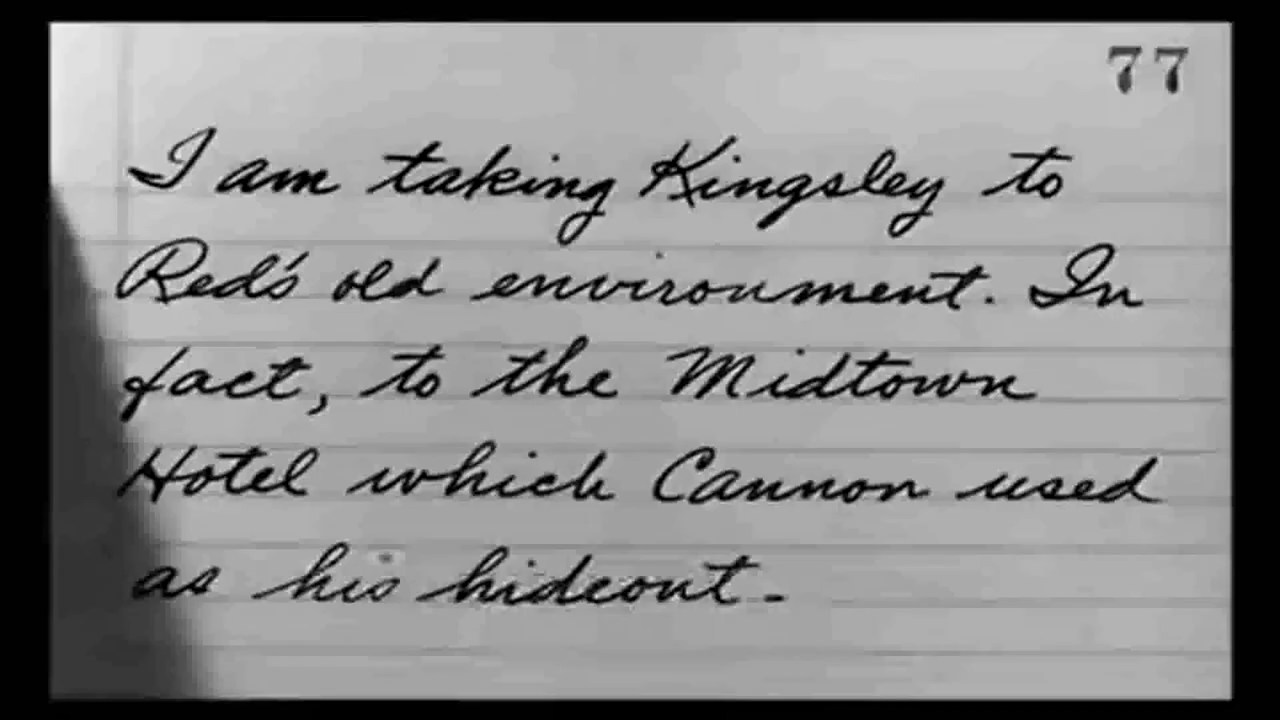 77
I am taking Kingsley to
Red's old environment. In
fact, to the Midtown
Hotel which Cannon used
as his hideout-